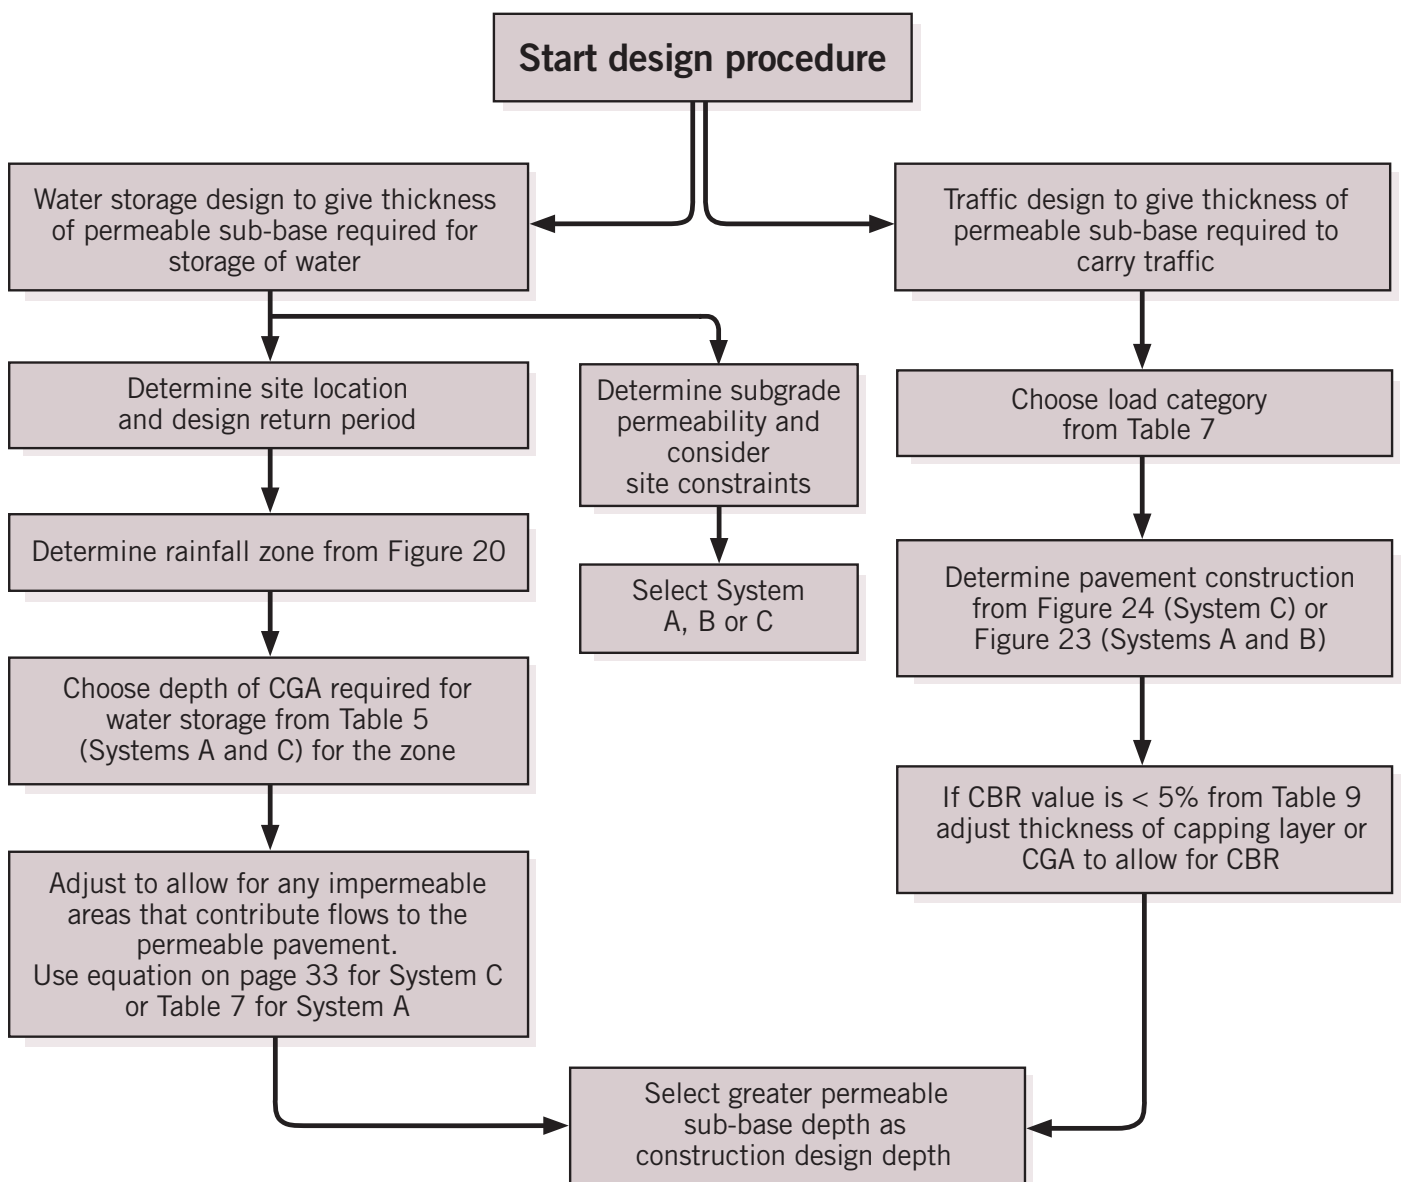 Start design procedure
Water storage design to give thickness
of permeable sub-base required for
storage of water
Traffic design to give thickness of
permeable sub-base required to
carry traffic
Determine site location
and design return period
Determine subgrade
permeability and
consider
site constraints
Choose load category
from Table 7
Determine rainfall zone from Figure 20
Select System
A, B or C
Determine pavement construction
from Figure 24 (System C) or
Figure 23 (Systems A and B)
Choose depth of CGA required for
water storage from Table 5
(Systems A and C) for the zone
If CBR value is < 5% from Table 9
adjust thickness of capping layer or
CGA to allow for CBR
Adjust to allow for any impermeable
areas that contribute flows to the
permeable pavement.
Use equation on page 33 for System C
or Table 7 for System A
Select greater permeable
sub-base depth as
construction design depth